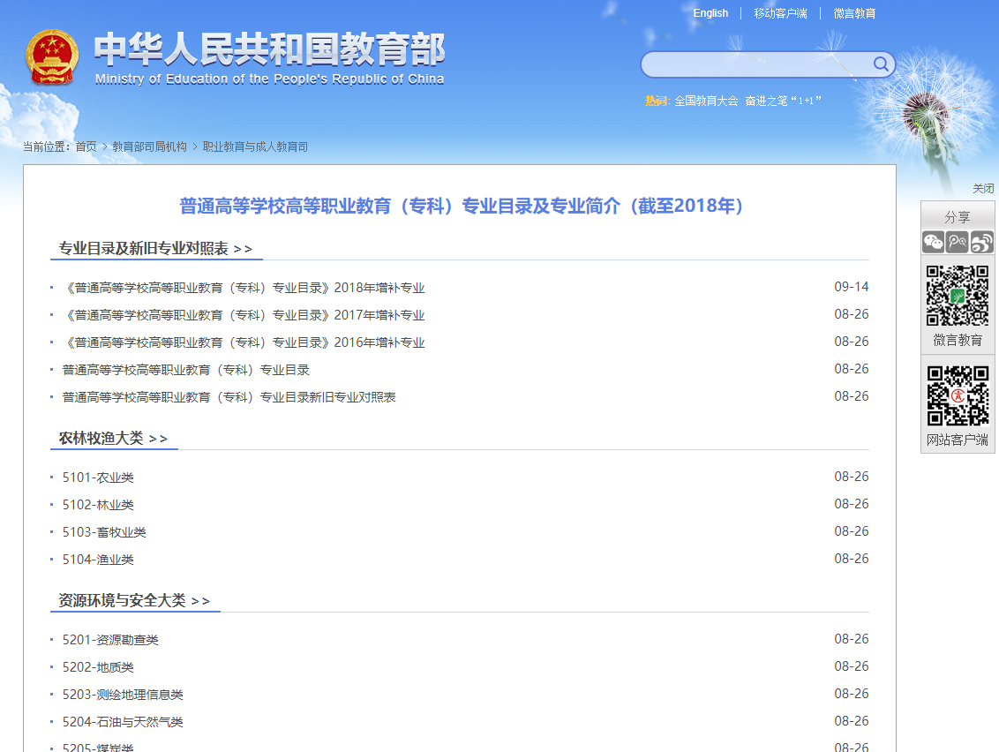 English 移动客户端 微言教育
中华人民共和国教育部
Ministry of Education of the People's Republic of China
热词: 全国教育大会 奋进之笔“1+1”
当前位置: 首页 > 教育部司局机构 > 职业教育与成人教育司
普通高等学校高等职业教育（专科）专业目录及专业简介（截至2018年）
专业目录及新旧专业对照表 >>
《普通高等学校高等职业教育（专科）专业目录》2018年增补专业 09-14
《普通高等学校高等职业教育（专科）专业目录》2017年增补专业 08-26
《普通高等学校高等职业教育（专科）专业目录》2016年增补专业 08-26
普通高等学校高等职业教育（专科）专业目录 08-26
普通高等学校高等职业教育（专科）专业目录新旧专业对照表 08-26
农林牧渔大类 >>
5101-农业类 08-26
5102-林业类 08-26
5103-畜牧业类 08-26
5104-渔业类 08-26
资源环境与安全大类 >>
5201-资源勘查类 08-26
5202-地质类 08-26
5203-测绘地理信息类 08-26
5204-石油与天然气类 08-26
5205-煤炭类 08-26
关闭
分享
微言教育
网站客户端